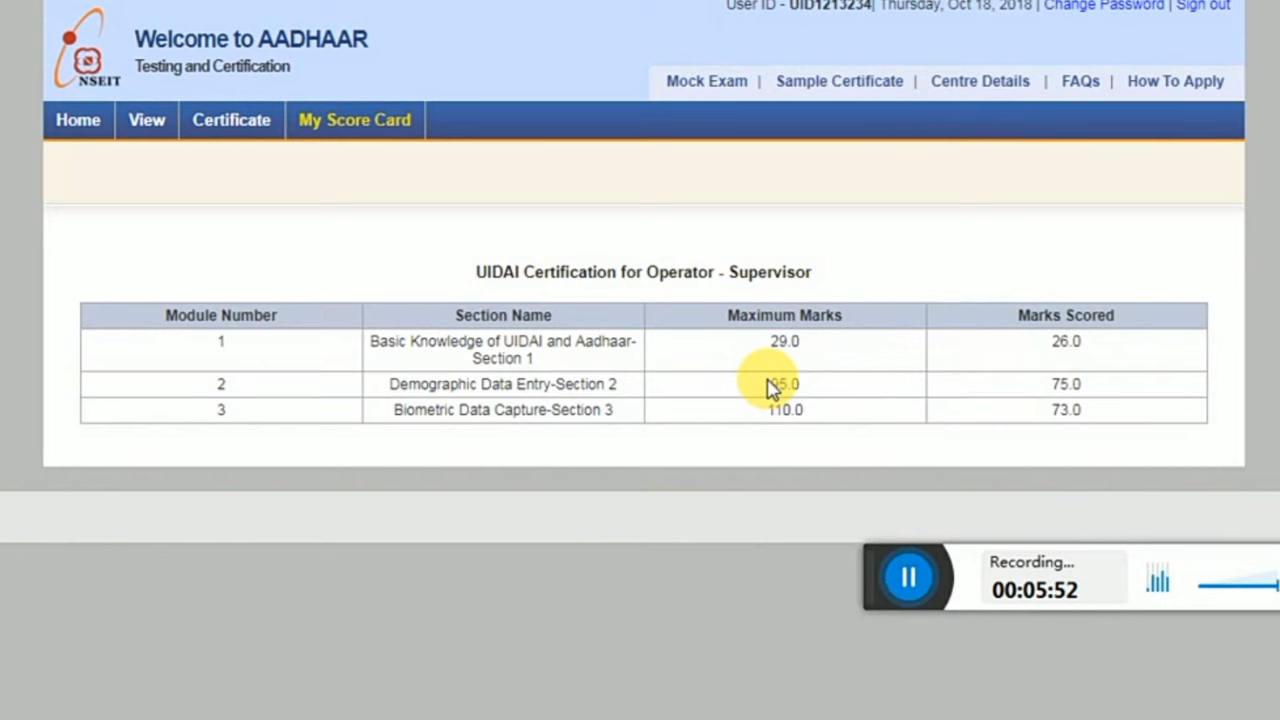 User ID - UID1213234| Thursday, Oct 18, 2018 | Change Password | Sign out
Welcome to AADHAAR
Testing and Certification
NSEIT
Mock Exam | Sample Certificate | Centre Details | FAQs | How To Apply
Home View Certificate My Score Card
UIDAI Certification for Operator - Supervisor
Module Number Section Name Maximum Marks Marks Scored
1 Basic Knowledge of UIDAI and Aadhaar- 29.0 26.0
Section 1
2 Demographic Data Entry-Section 2 75.0
3 Biometric Data Capture-Section 3 110.0 73.0
Recording...
00:05:52